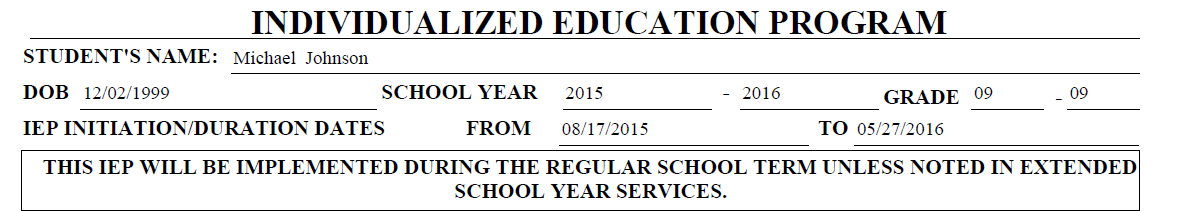 INDIVIDUALIZED EDUCATION PROGRAM
STUDENT'S NAME: Michael Johnson
DOB 12/02/1999 SCHOOL YEAR 2015 - 2016 GRADE 09 - 09
IEP INITIATION/DURATION DATES FROM 08/17/2015 TO 05/27/2016
THIS IEP WILL BE IMPLEMENTED DURING THE REGULAR SCHOOL TERM UNLESS NOTED IN EXTENDED
SCHOOL YEAR SERVICES.